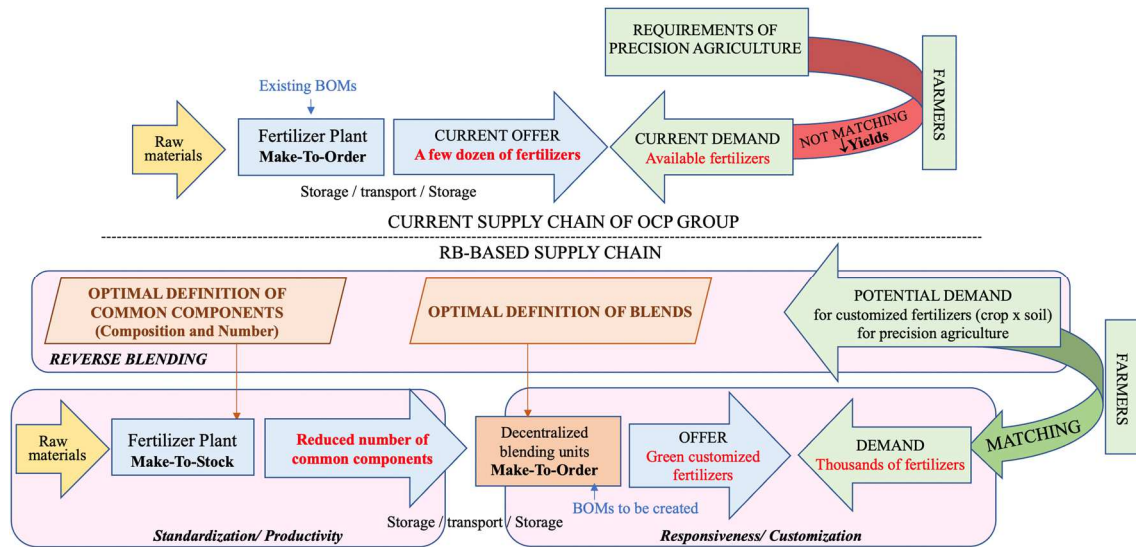 REQUIREMENTS OF
PRECISION AGRICULTURE
FARMERS
Existing BOMs
Raw
materials
Fertilizer Plant
Make-To-Order
CURRENT OFFER
A few dozen of fertilizers
CURRENT DEMAND
Available fertilizers
NOT MATCHING
↓Yields
Storage / transport / Storage
CURRENT SUPPLY CHAIN OF OCP GROUP
RB-BASED SUPPLY CHAIN
OPTIMAL DEFINITION OF
COMMON COMPONENTS
(Composition and Number)
OPTIMAL DEFINITION OF BLENDS
POTENTIAL DEMAND
for customized fertilizers (crop x soil)
for precision agriculture
REVERSE BLENDING
FARMERS
Raw
materials
Fertilizer Plant
Make-To-Stock
Reduced number of
common components
Decentralized
blending units
Make-To-Order
OFFER
Green customized
fertilizers
DEMAND
Thousands of fertilizers
MATCHING
BOMs to be created
Storage / transport / Storage
Standardization/ Productivity
Responsiveness/ Customization